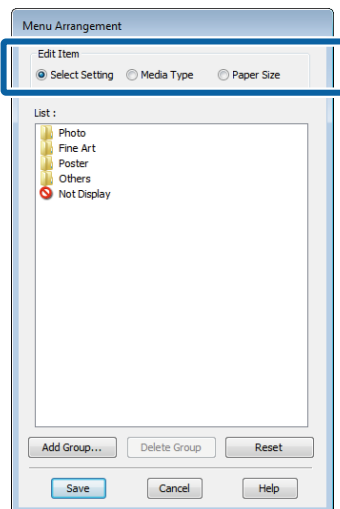 Menu Arrangement
Edit Item
Select Setting Media Type Paper Size
List :
Photo
Fine Art
Poster
Others
Not Display
Add Group... Delete Group Reset
Save Cancel Help